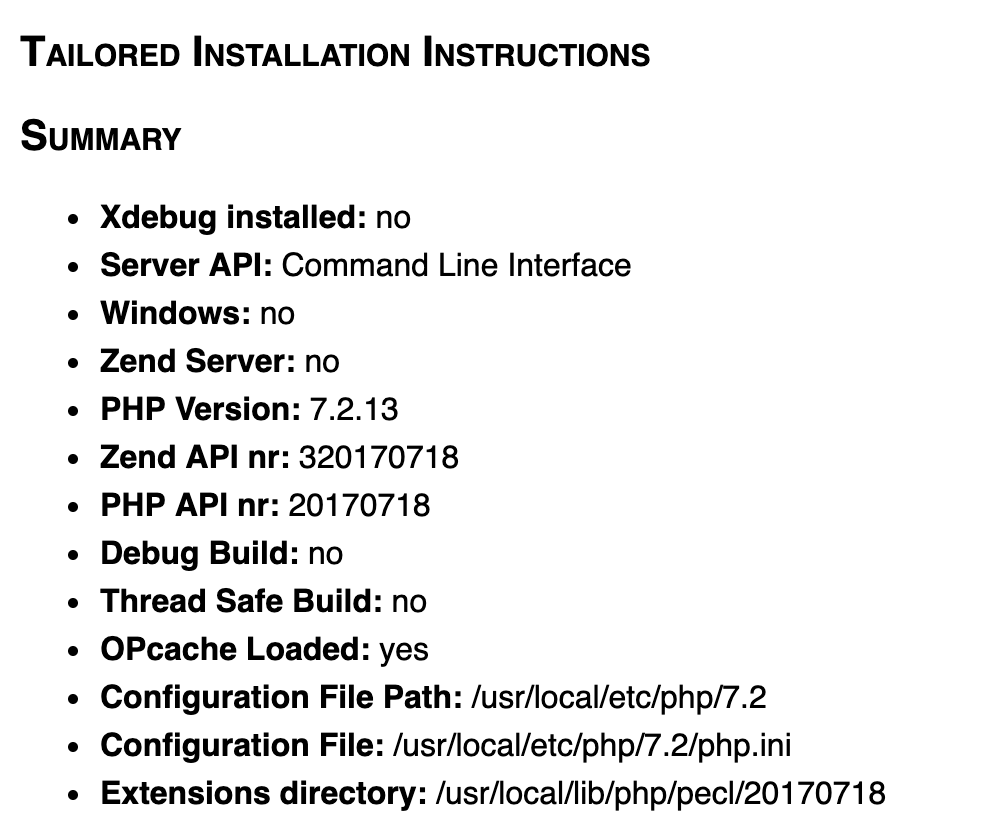 Tailored Installation Instructions
Summary
• Xdebug installed: no
• Server API: Command Line Interface
• Windows: no
• Zend Server: no
• PHP Version: 7.2.13
• Zend API nr: 320170718
• PHP API nr: 20170718
• Debug Build: no
• Thread Safe Build: no
• OPcache Loaded: yes
• Configuration File Path: /usr/local/etc/php/7.2
• Configuration File: /usr/local/etc/php/7.2/php.ini
• Extensions directory: /usr/local/lib/php/pecl/20170718